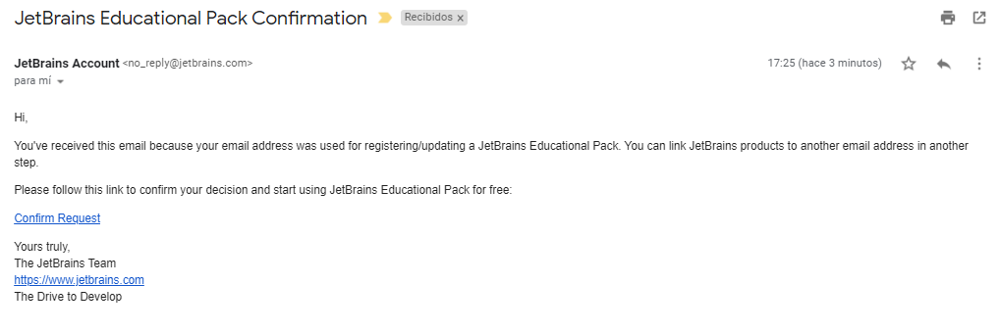 JetBrains Educational Pack Confirmation Recibidos x
JetBrains Account <no_reply@jetbrains.com> 17:25 (hace 3 minutos)
para mí
Hi,
You've received this email because your email address was used for registering/updating a JetBrains Educational Pack. You can link JetBrains products to another email address in another
step.
Please follow this link to confirm your decision and start using JetBrains Educational Pack for free:
Confirm Request
Yours truly,
The JetBrains Team
https://www.jetbrains.com
The Drive to Develop